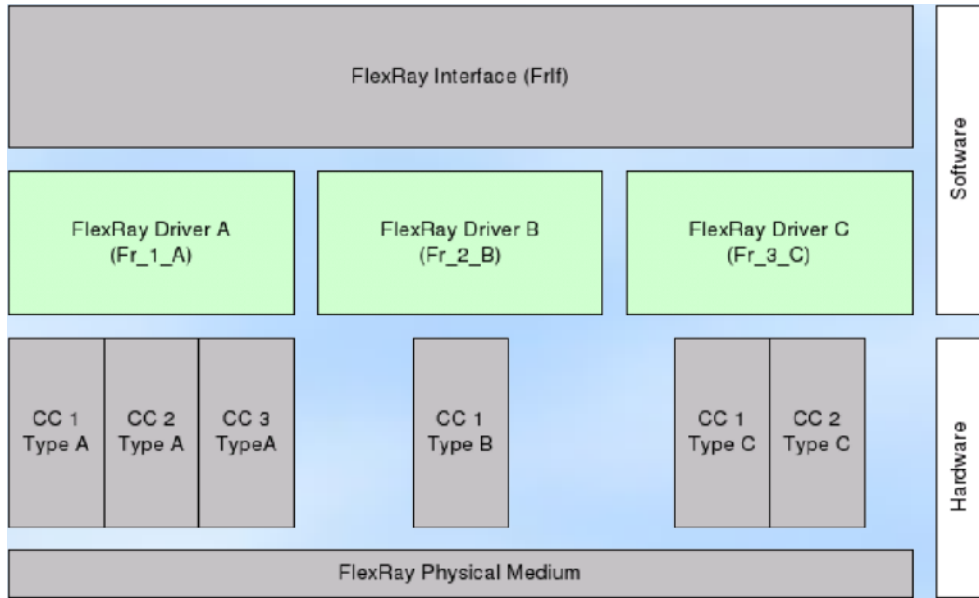 FlexRay Interface (FrIf)
Software
FlexRay Driver A
(Fr_1_A)
FlexRay Driver B
(Fr_2_B)
FlexRay Driver C
(Fr_3_C)
CC 1
Type A
CC 2
Type A
CC 3
TypeA
CC 1
Type B
CC 1
Type C
CC 2
Type C
Hardware
FlexRay Physical Medium